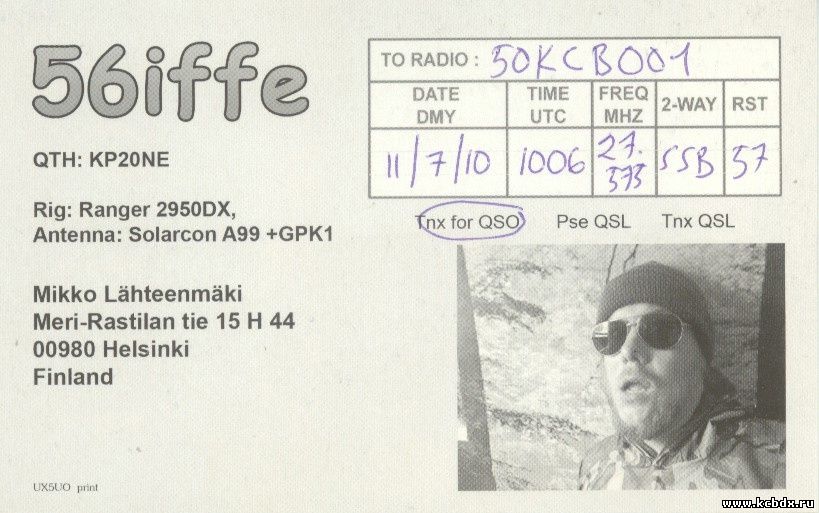 56iffe
QTH: KP20NE
Rig: Ranger 2950DX,
Antenna: Solarcon A99 +GPK1
Mikko Lähteenmäki
Meri-Rastilan tie 15 H 44
00980 Helsinki
Finland
UX5UO print
TO RADIO : 50KCB001
DATE DMY TIME UTC FREQ MHZ 2-WAY RST
11/7/10 1006 27.575 SSB 57
Tnx for QSO Pse QSL Tnx QSL
www.kcbdx.ru